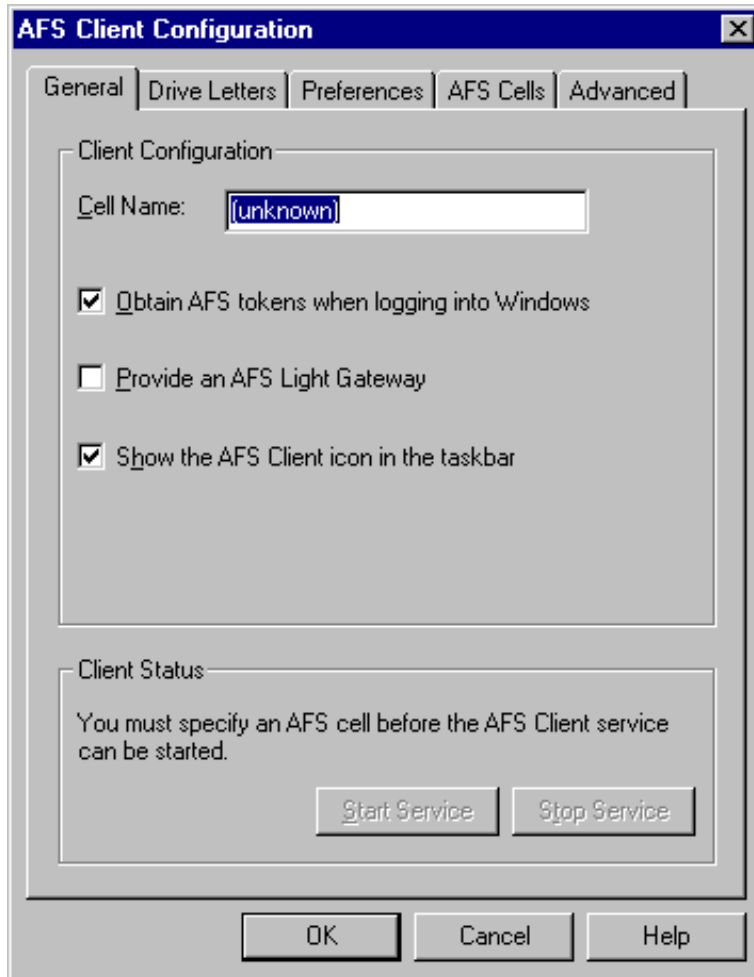 AFS Client Configuration
General Drive Letters Preferences AFS Cells Advanced
Client Configuration
Cell Name: (unknown)
Obtain AFS tokens when logging into Windows
Provide an AFS Light Gateway
Show the AFS Client icon in the taskbar
Client Status
You must specify an AFS cell before the AFS Client service
can be started.
Start Service Stop Service
OK Cancel Help